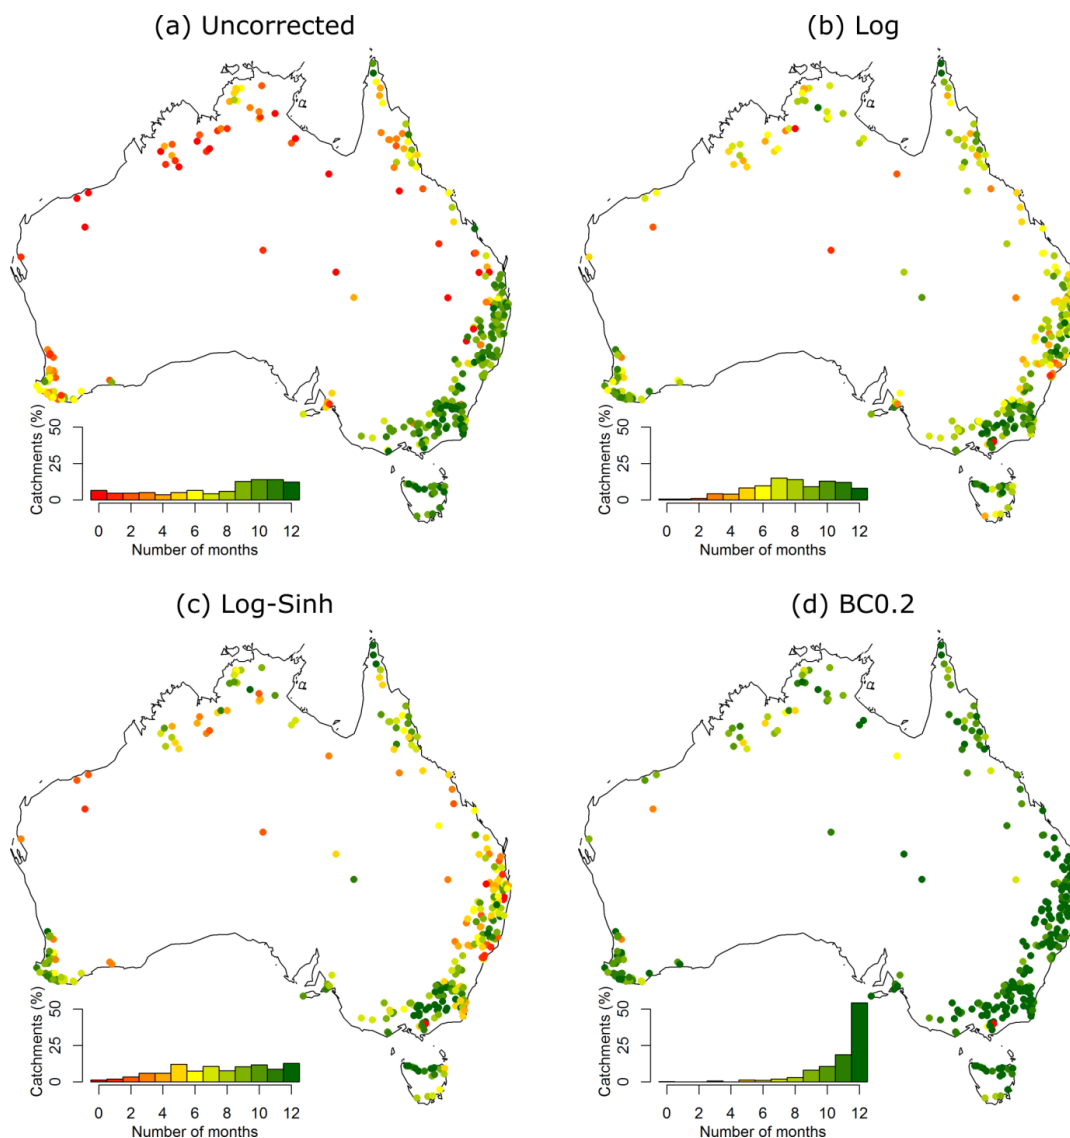 (a) Uncorrected
(b) Log
Catchments (%)
50
25
0
0 2 4 6 8 10 12
Number of months
Catchments (%)
50
25
0
0 2 4 6 8 10 12
Number of months
(c) Log-Sinh
(d) BC0.2
Catchments (%)
50
25
0
0 2 4 6 8 10 12
Number of months
Catchments (%)
50
25
0
0 2 4 6 8 10 12
Number of months